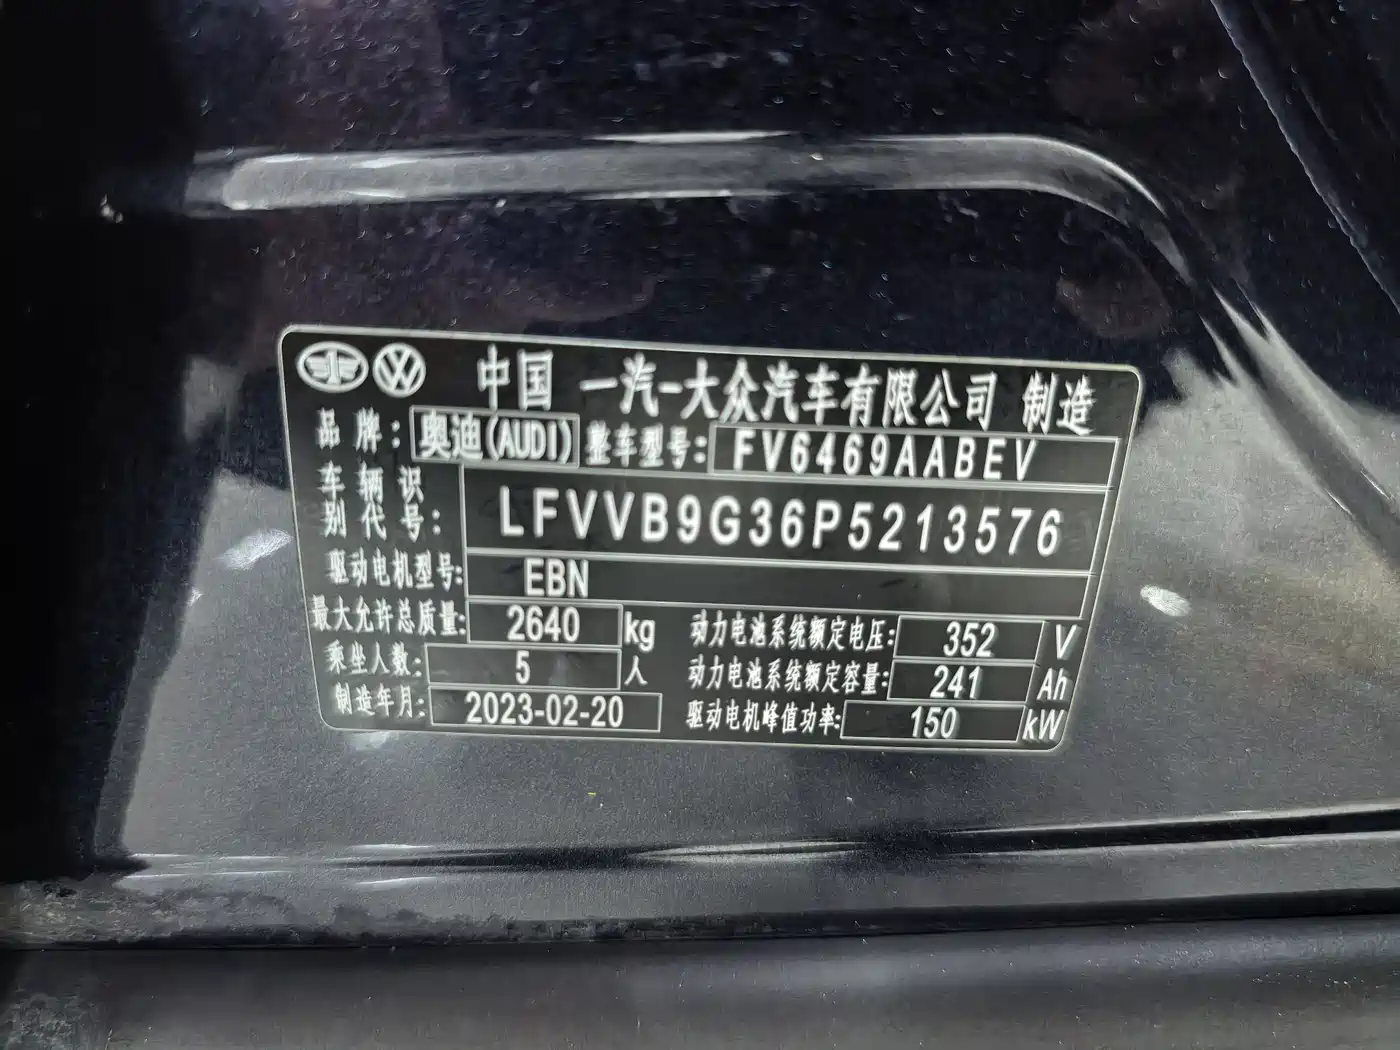 中国 一汽-大众汽车有限公司 制造
品牌: 奥迪(AUDI) 整车型号: FV6469AABEV
车辆识别代号: LFVVB9G36P5213576
驱动电机型号: EBN
最大允许总质量: 2640 kg 动力电池系统额定电压: 352 V
乘坐人数: 5 人 动力电池系统额定容量: 241 Ah
制造年月: 2023-02-20 驱动电机峰值功率: 150 kW